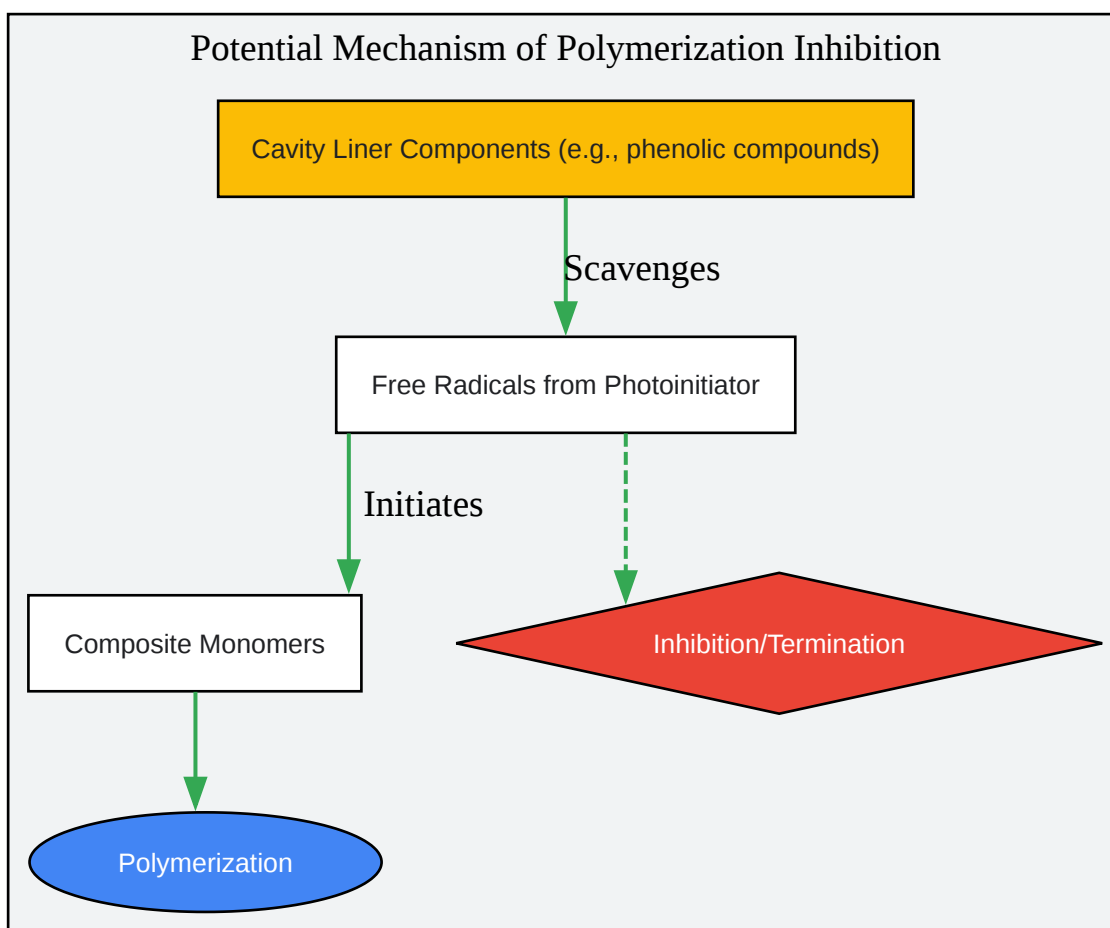 Potential Mechanism of Polymerization Inhibition
Cavity Liner Components (e.g., phenolic compounds)
Scavenges
Free Radicals from Photoinitiator
Initiates
Composite Monomers
Inhibition/Termination
Polymerization